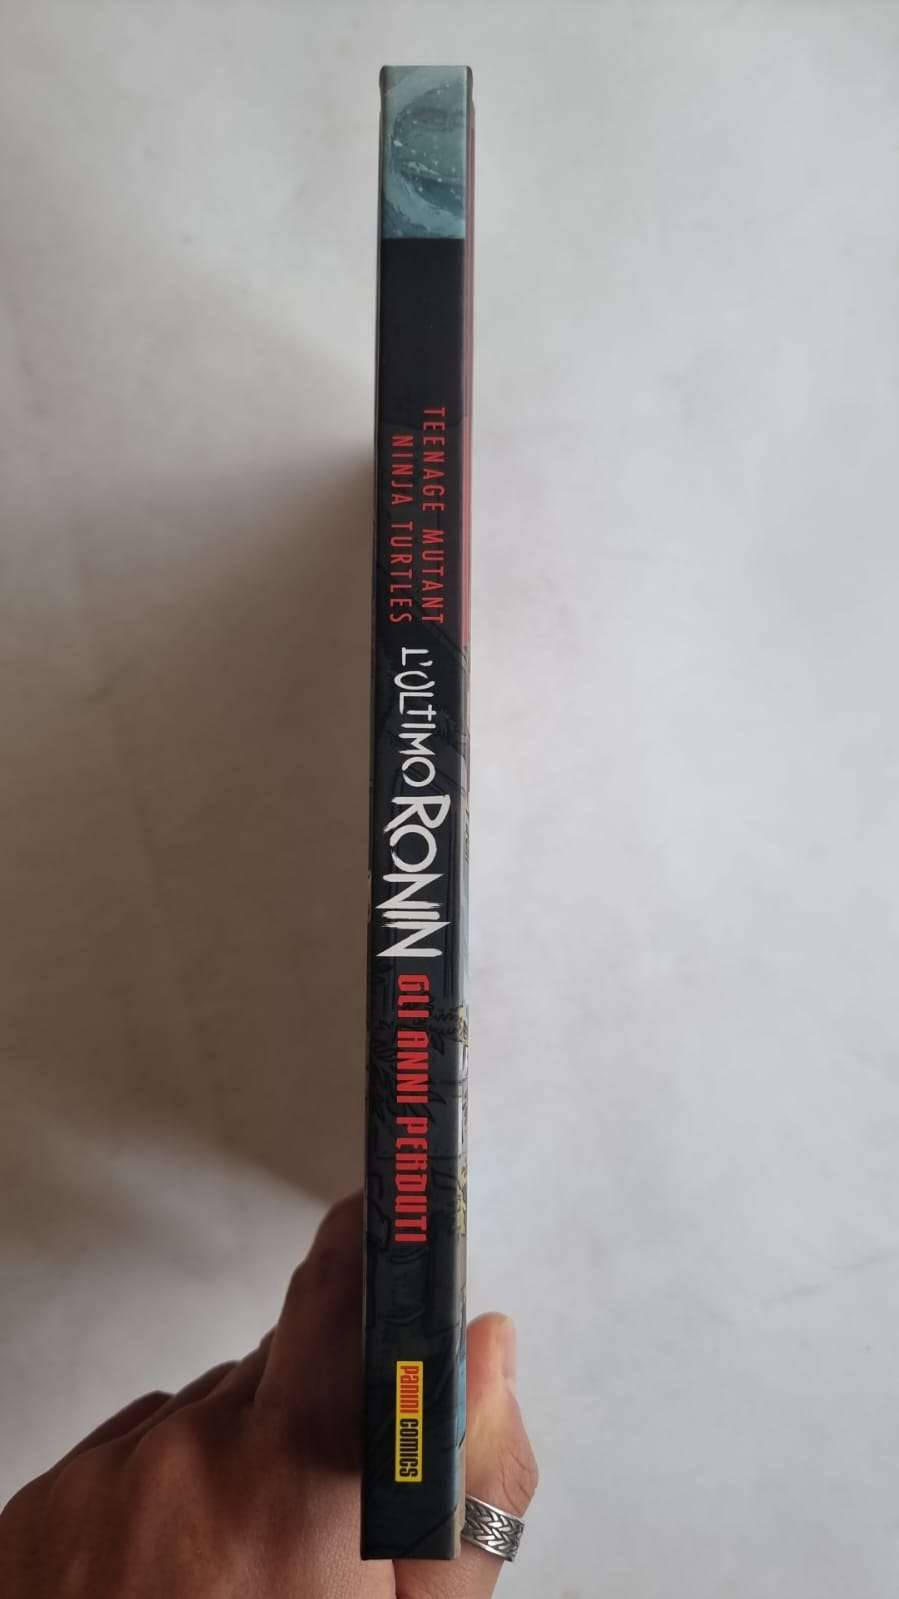 TEENAGE MUTANT
NINJA TURTLES
L'ULTIMO RONIN
GLI ANNI PERDUTI
PANINI COMICS